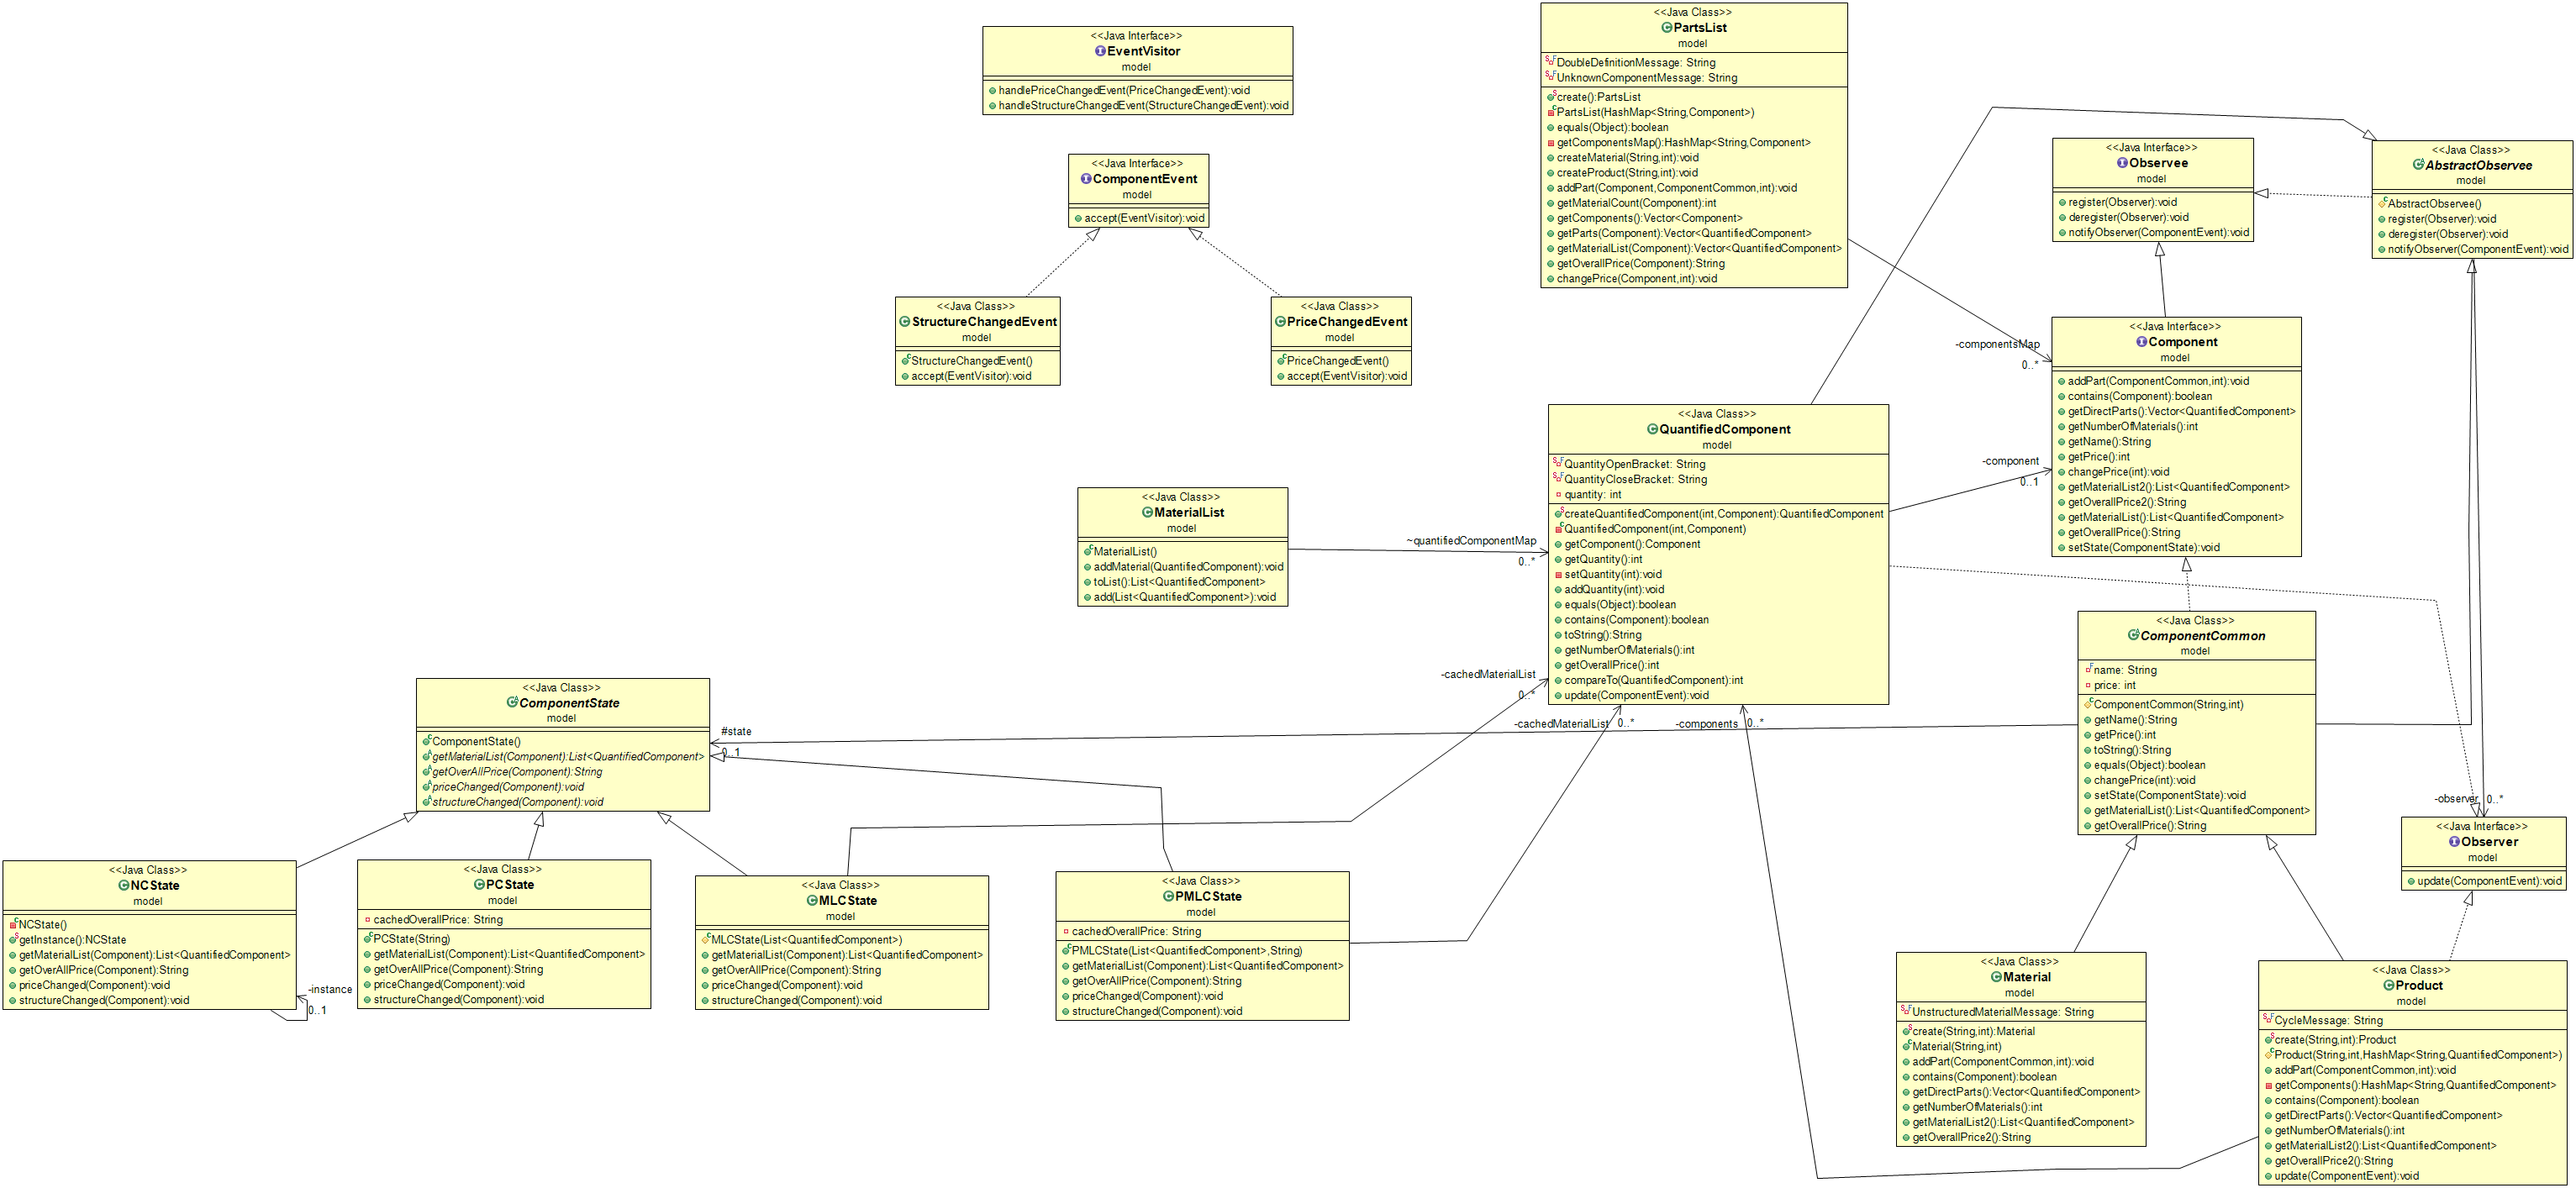 <<Java Interface>>
EventVisitor
model
handlePriceChangedEvent(PriceChangedEvent):void
handleStructureChangedEvent(StructureChangedEvent):void
<<Java Interface>>
ComponentEvent
model
accept(EventVisitor):void
<<Java Class>>
StructureChangedEvent
model
StructureChangedEvent()
accept(EventVisitor):void
<<Java Class>>
PriceChangedEvent
model
PriceChangedEvent()
accept(EventVisitor):void
<<Java Class>>
PartsList
model
DoubleDefinitionMessage: String
UnknownComponentMessage: String
create():PartsList
PartsList(HashMap<String,Component>)
equals(Object):boolean
getComponentsMap():HashMap<String,Component>
createMaterial(String,int):void
createProduct(String,int):void
addPart(Component,ComponentCommon,int):void
getMaterialCount(Component):int
getComponents():Vector<Component>
getParts(Component):Vector<QuantifiedComponent>
getMaterialList(Component):Vector<QuantifiedComponent>
getOverallPrice(Component):String
changePrice(Component,int):void
<<Java Interface>>
Observee
model
register(Observer):void
deregister(Observer):void
notifyObserver(ComponentEvent):void
<<Java Class>>
AbstractObservee
model
AbstractObservee()
register(Observer):void
deregister(Observer):void
notifyObserver(ComponentEvent):void
-componentsMap
0..*
<<Java Interface>>
Component
model
addPart(ComponentCommon,int):void
contains(Component):boolean
getDirectParts():Vector<QuantifiedComponent>
getNumberOfMaterials():int
getName():String
getPrice():int
changePrice(int):void
getMaterialList2():List<QuantifiedComponent>
getOverallPrice2():String
getMaterialList():List<QuantifiedComponent>
getOverallPrice():String
setState(ComponentState):void
<<Java Class>>
QuantifiedComponent
model
QuantityOpenBracket: String
QuantityCloseBracket: String
quantity: int
createQuantifiedComponent(int,Component):QuantifiedComponent
QuantifiedComponent(int,Component)
getComponent():Component
getQuantity():int
setQuantity(int):void
addQuantity(int):void
equals(Object):boolean
contains(Component):boolean
toString():String
getNumberOfMaterials():int
getOverallPrice():int
compareTo(QuantifiedComponent):int
update(ComponentEvent):void
-component
0..1
<<Java Class>>
MaterialList
model
MaterialList()
addMaterial(QuantifiedComponent):void
toList():List<QuantifiedComponent>
add(List<QuantifiedComponent>):void
~quantifiedComponentMap
0..*
<<Java Class>>
ComponentCommon
model
name: String
price: int
ComponentCommon(String,int)
getName():String
getPrice():int
toString():String
equals(Object):boolean
changePrice(int):void
setState(ComponentState):void
getMaterialList():List<QuantifiedComponent>
getOverallPrice():String
<<Java Class>>
ComponentState
model
ComponentState()
getMaterialList(Component):List<QuantifiedComponent>
getOverAllPrice(Component):String
priceChanged(Component):void
structureChanged(Component):void
#state
0..1
-cachedMaterialList
0..*
-cachedMaterialList
0..*
-components
0..*
-observer
0..*
<<Java Interface>>
Observer
model
update(ComponentEvent):void
<<Java Class>>
NCState
model
NCState()
getInstance():NCState
getMaterialList(Component):List<QuantifiedComponent>
getOverAllPrice(Component):String
priceChanged(Component):void
structureChanged(Component):void
-instance
0..1
<<Java Class>>
PCState
model
cachedOverallPrice: String
PCState(String)
getMaterialList(Component):List<QuantifiedComponent>
getOverAllPrice(Component):String
priceChanged(Component):void
structureChanged(Component):void
<<Java Class>>
MLCState
model
MLCState(List<QuantifiedComponent>)
getMaterialList(Component):List<QuantifiedComponent>
getOverAllPrice(Component):String
priceChanged(Component):void
structureChanged(Component):void
<<Java Class>>
PMLCState
model
cachedOverallPrice: String
PMLCState(List<QuantifiedComponent>,String)
getMaterialList(Component):List<QuantifiedComponent>
getOverAllPrice(Component):String
priceChanged(Component):void
structureChanged(Component):void
<<Java Class>>
Material
model
UnstructuredMaterialMessage: String
create(String,int):Material
Material(String,int)
addPart(ComponentCommon,int):void
contains(Component):boolean
getDirectParts():Vector<QuantifiedComponent>
getNumberOfMaterials():int
getMaterialList2():List<QuantifiedComponent>
getOverallPrice2():String
<<Java Class>>
Product
model
CycleMessage: String
create(String,int):Product
Product(String,int,HashMap<String,QuantifiedComponent>)
addPart(ComponentCommon,int):void
getComponents():HashMap<String,QuantifiedComponent>
contains(Component):boolean
getDirectParts():Vector<QuantifiedComponent>
getNumberOfMaterials():int
getMaterialList2():List<QuantifiedComponent>
getOverallPrice2():String
update(ComponentEvent):void